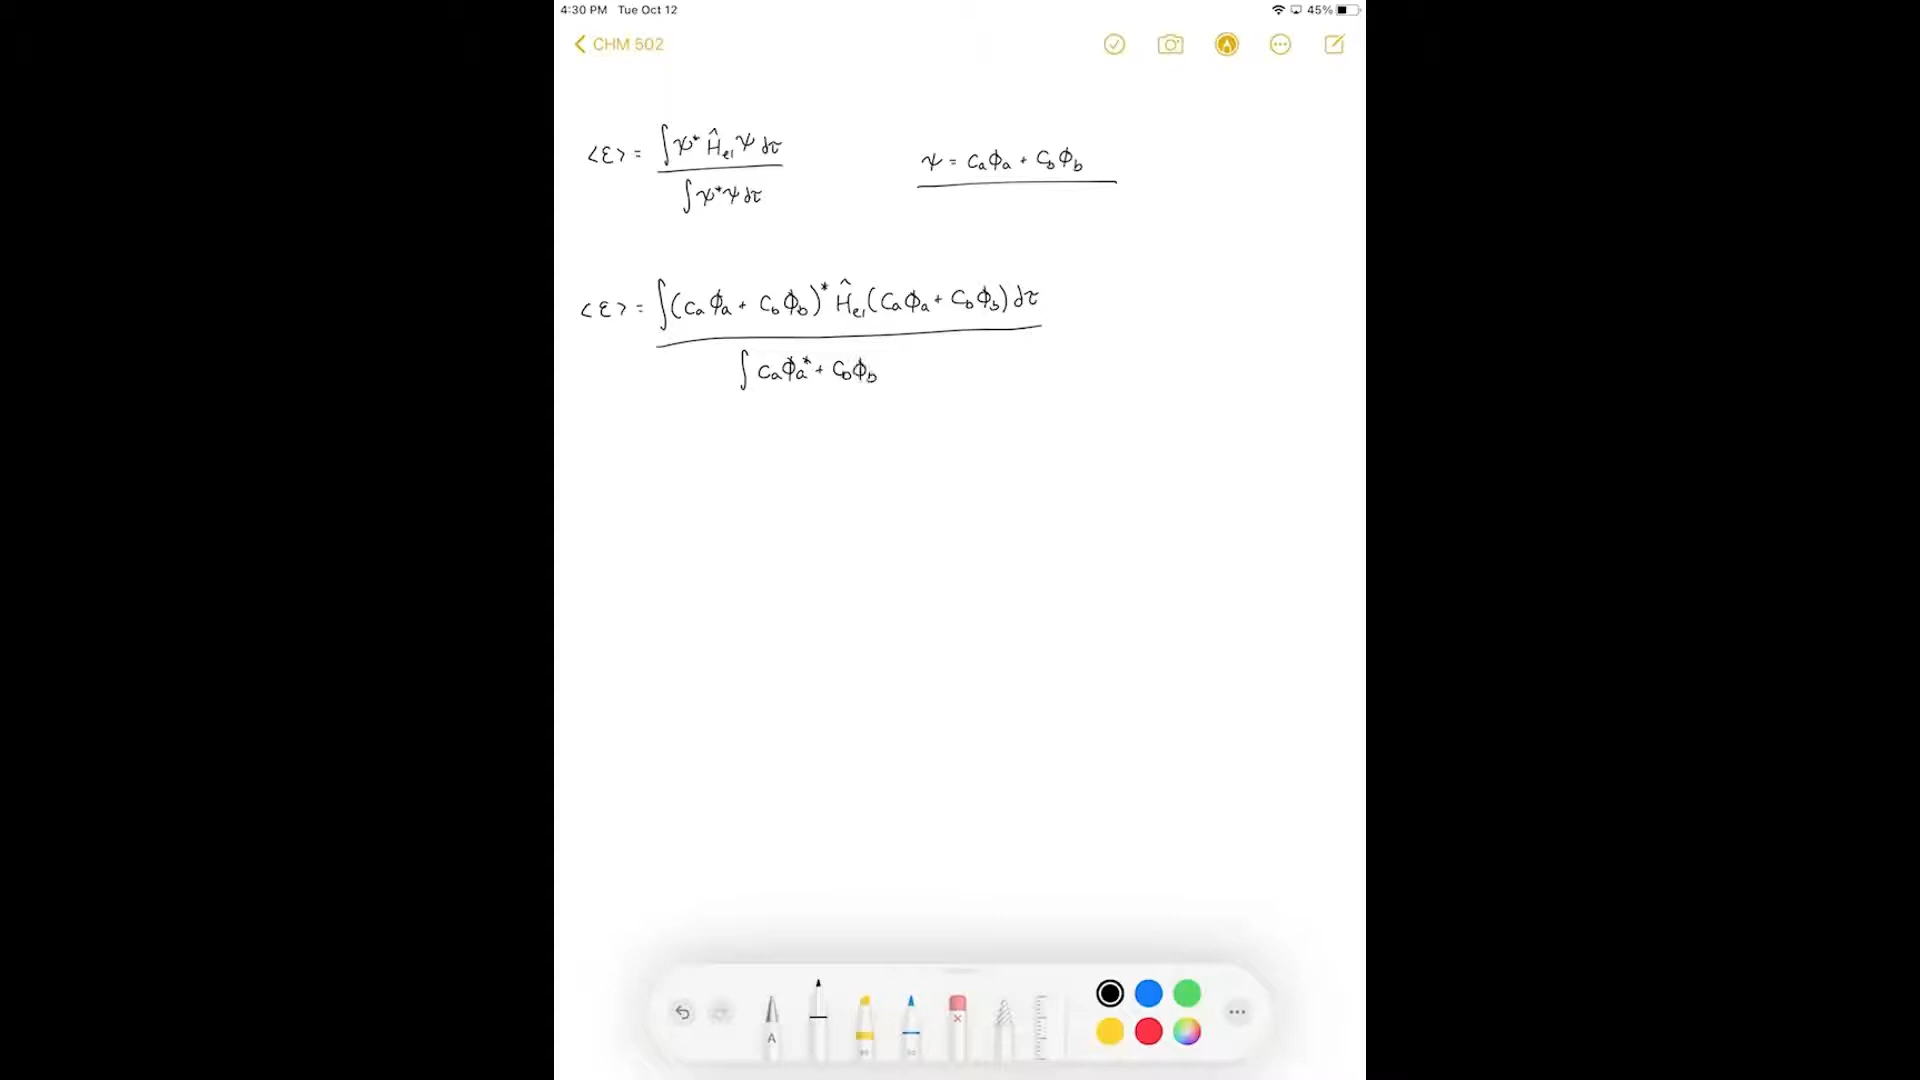 4:30 PM Tue Oct 12 45%
CHM 502
<ε> = ∫ψ* Ĥel ψ dτ / ∫ψ*ψ dτ
ψ = caϕa + cbϕb
<ε> = ∫(caϕa + cbϕb)* Ĥel (caϕa + cbϕb) dτ / ∫ caϕa* + cbϕb
A